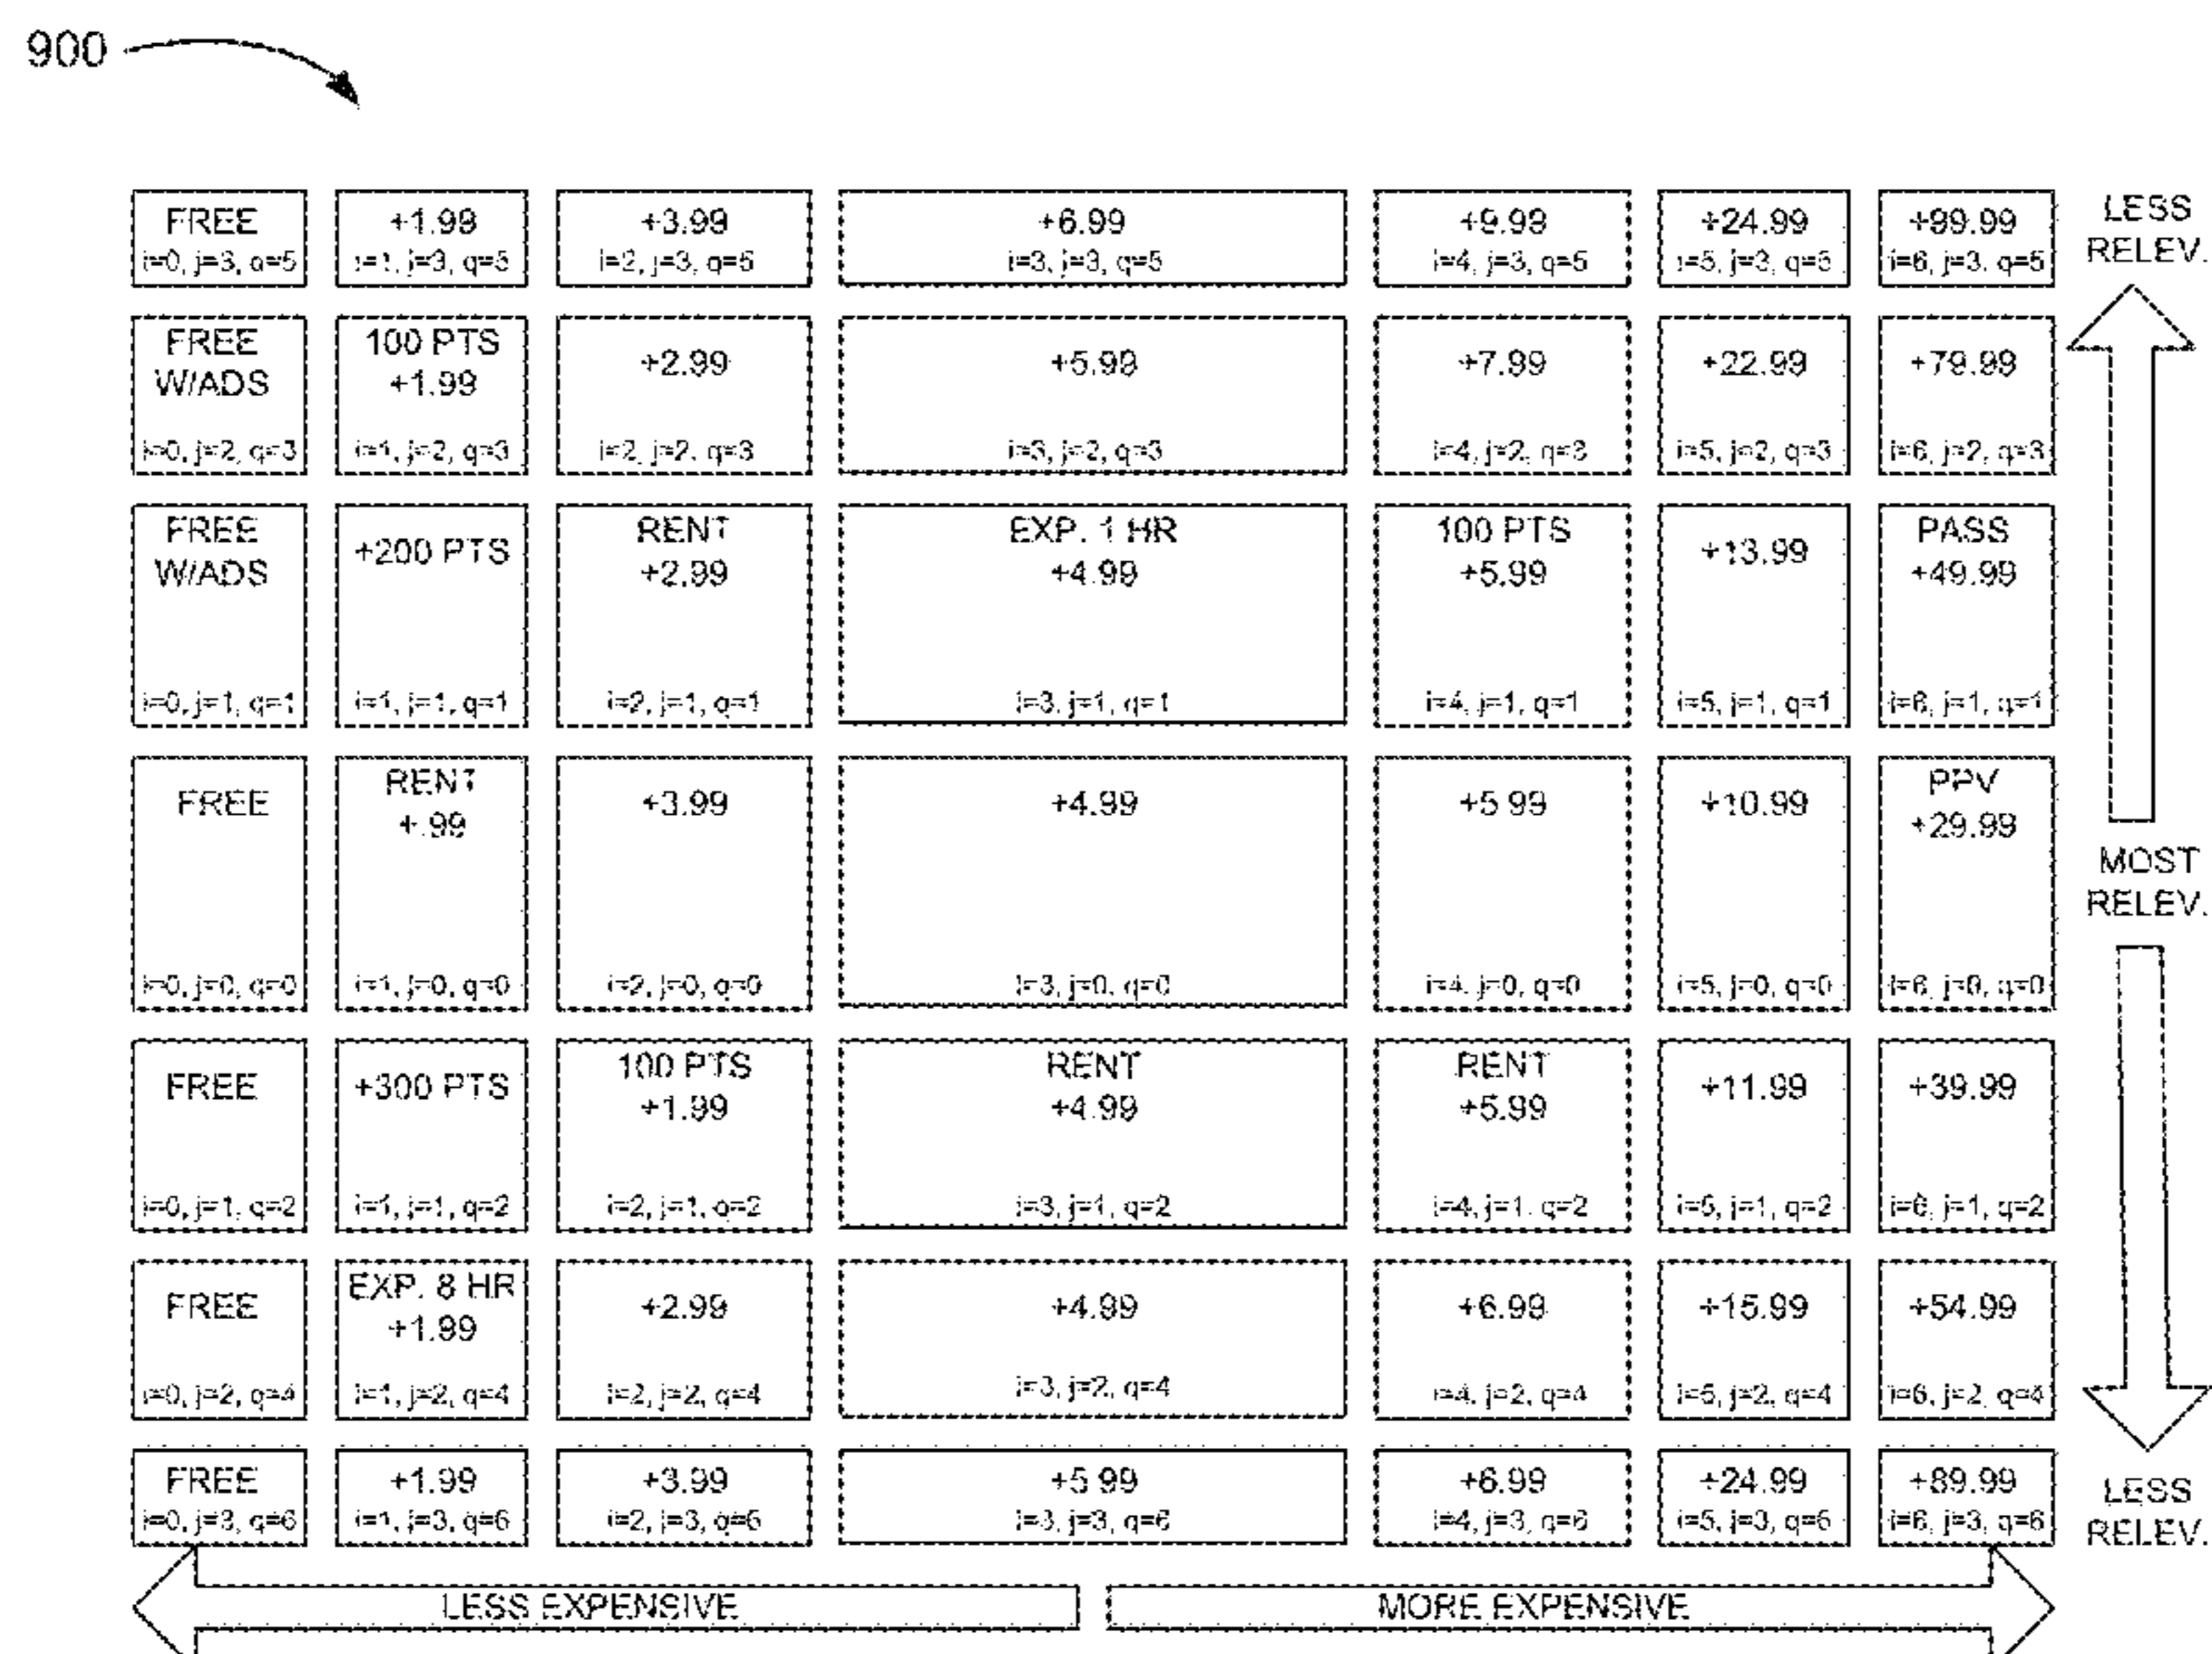 900
FREE +1.99 +3.99 +6.99 +9.99 +24.99 +99.99 LESS
i=0, j=3, q=5 i=1, j=3, q=5 i=2, j=3, q=5 i=3, j=3, q=5 i=4, j=3, q=5 i=5, j=3, q=5 i=6, j=3, q=5 RELEV.
FREE 100 PTS
W/ADS +1.99 +2.99 +5.99 +7.99 +22.99 +79.99
i=0, j=2, q=3 i=1, j=2, q=3 i=2, j=2, q=3 i=3, j=2, q=3 i=4, j=2, q=3 i=5, j=2, q=3 i=6, j=2, q=3
FREE +200 PTS RENT EXP. 1 HR 100 PTS +13.99 PASS
W/ADS +2.99 +4.99 +5.99 +49.99
i=0, j=1, q=1 i=1, j=1, q=1 i=2, j=1, q=1 i=3, j=1, q=1 i=4, j=1, q=1 i=5, j=1, q=1 i=6, j=1, q=1
RENT PPV
FREE +.99 +3.99 +4.99 +5.99 +10.99 +29.99
MOST
RELEV.
i=0, j=0, q=0 i=1, j=0, q=0 i=2, j=0, q=0 i=3, j=0, q=0 i=4, j=0, q=0 i=5, j=0, q=0 i=6, j=0, q=0
FREE +300 PTS 100 PTS RENT RENT +11.99 +39.99
+1.99 +4.99 +5.99
i=0, j=1, q=2 i=1, j=1, q=2 i=2, j=1, q=2 i=3, j=1, q=2 i=4, j=1, q=2 i=5, j=1, q=2 i=6, j=1, q=2
FREE EXP. 8 HR +2.99 +4.99 +6.99 +15.99 +54.99
+1.99
i=0, j=2, q=4 i=1, j=2, q=4 i=2, j=2, q=4 i=3, j=2, q=4 i=4, j=2, q=4 i=5, j=2, q=4 i=6, j=2, q=4
FREE +1.99 +3.99 +5.99 +6.99 +24.99 +89.99 LESS
i=0, j=3, q=6 i=1, j=3, q=6 i=2, j=3, q=6 i=3, j=3, q=6 i=4, j=3, q=6 i=5, j=3, q=6 i=6, j=3, q=6 RELEV.
LESS EXPENSIVE MORE EXPENSIVE